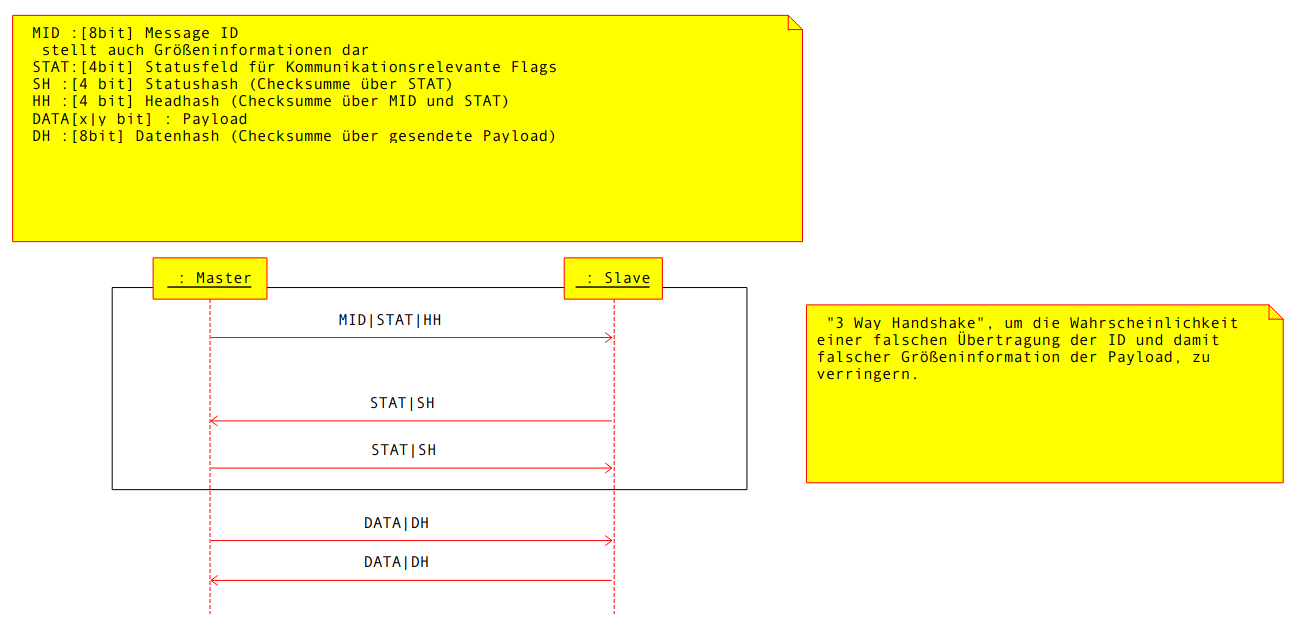 MID :[8bit] Message ID
stellt auch Größeninformationen dar
STAT:[4bit] Statusfeld für Kommunikationsrelevante Flags
SH :[4 bit] Statushash (Checksumme über STAT)
HH :[4 bit] Headhash (Checksumme über MID und STAT)
DATA[x|y bit] : Payload
DH :[8bit] Datenhash (Checksumme über gesendete Payload)
: Master
: Slave
MID|STAT|HH
"3 Way Handshake", um die Wahrscheinlichkeit
einer falschen Übertragung der ID und damit
falscher Größeninformation der Payload, zu
verringern.
STAT|SH
STAT|SH
DATA|DH
DATA|DH